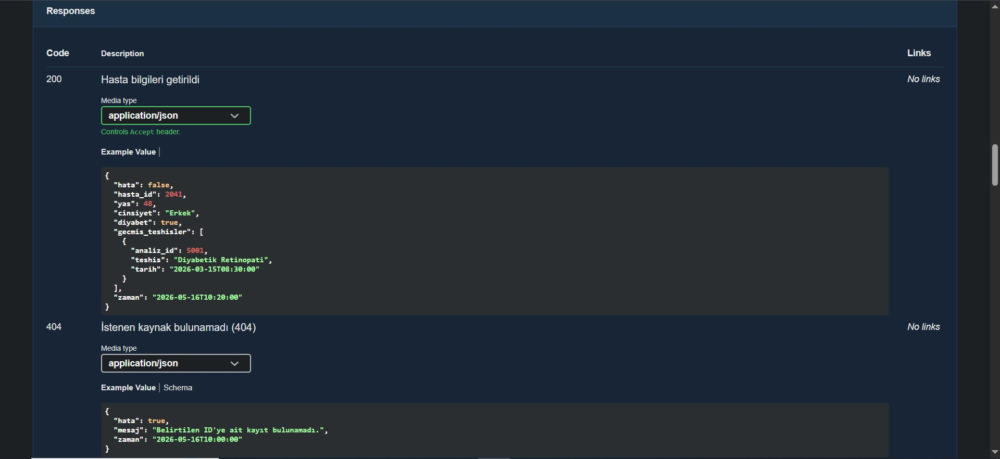 Responses
Code Description Links
200 Hasta bilgileri getirildi No links
Media type
application/json
Controls Accept header.
Example Value
{
  "hata": false,
  "hasta_id": 2041,
  "yas": 48,
  "cinsiyet": "Erkek",
  "diyabet": true,
  "gecmis_teshisler": [
    {
      "analiz_id": 5001,
      "teshis": "Diyabetik Retinopati",
      "tarih": "2026-03-15T08:30:00"
    }
  ],
  "zaman": "2026-05-16T10:20:00"
}
404 İstenen kaynak bulunamadı (404) No links
Media type
application/json
Example Value | Schema
{
  "hata": true,
  "mesaj": "Belirtilen ID'ye ait kayıt bulunamadı.",
  "zaman": "2026-05-16T10:00:00"
}